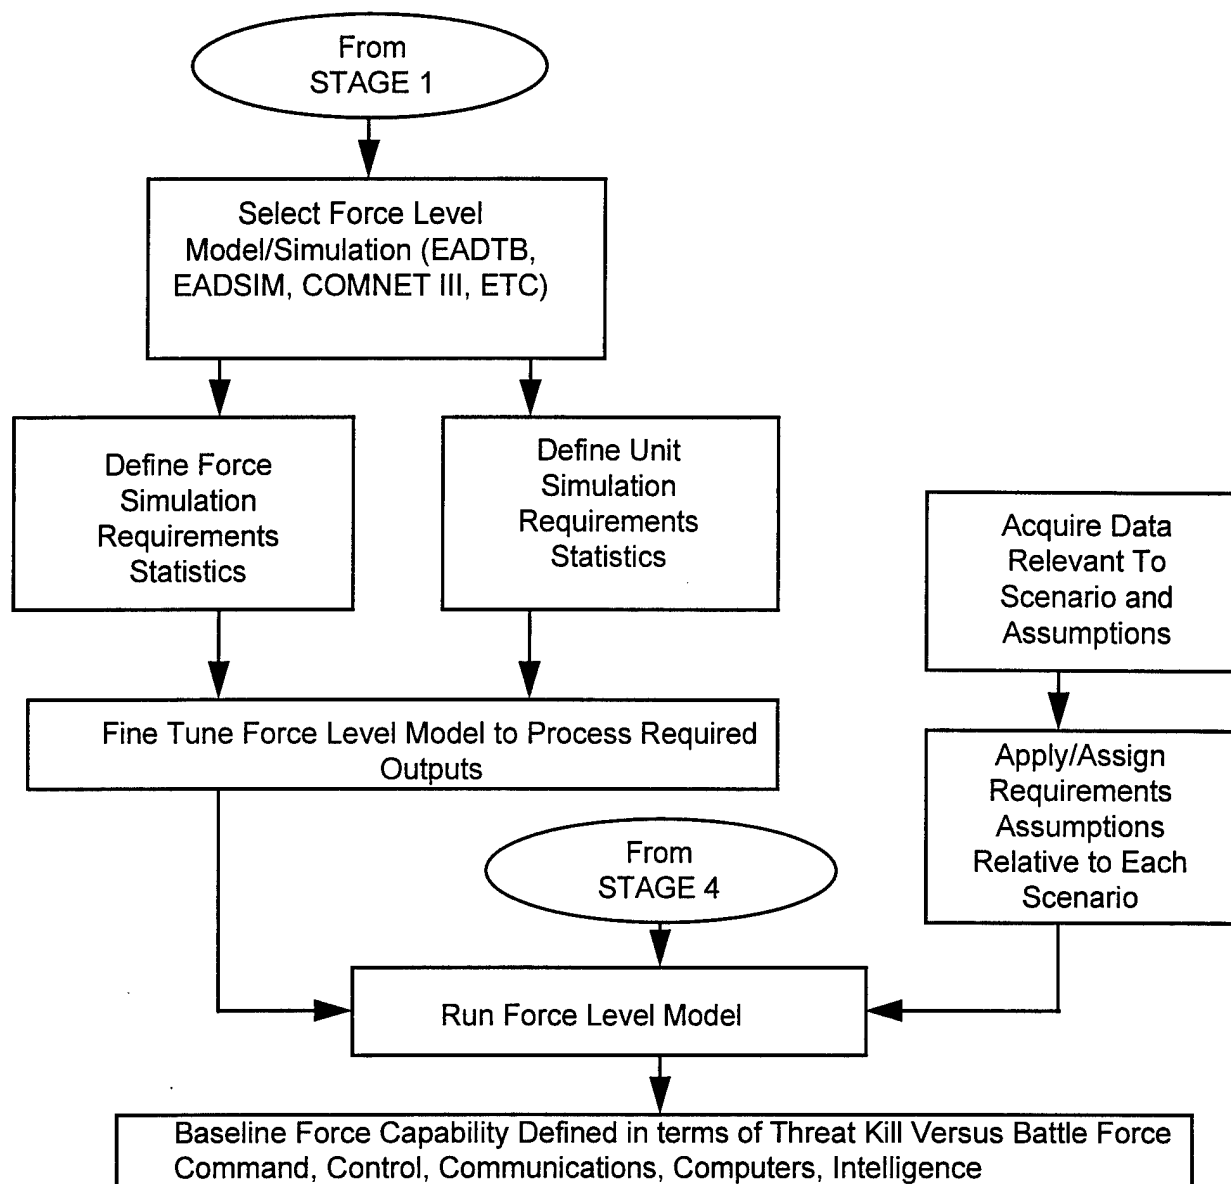 From
STAGE 1
Select Force Level
Model/Simulation (EADTB,
EADSIM, COMNET III, ETC)
Define Force
Simulation
Requirements
Statistics
Define Unit
Simulation
Requirements
Statistics
Acquire Data
Relevant To
Scenario and
Assumptions
Fine Tune Force Level Model to Process Required
Outputs
Apply/Assign
Requirements
Assumptions
Relative to Each
Scenario
From
STAGE 4
Run Force Level Model
Baseline Force Capability Defined in terms of Threat Kill Versus Battle Force
Command, Control, Communications, Computers, Intelligence